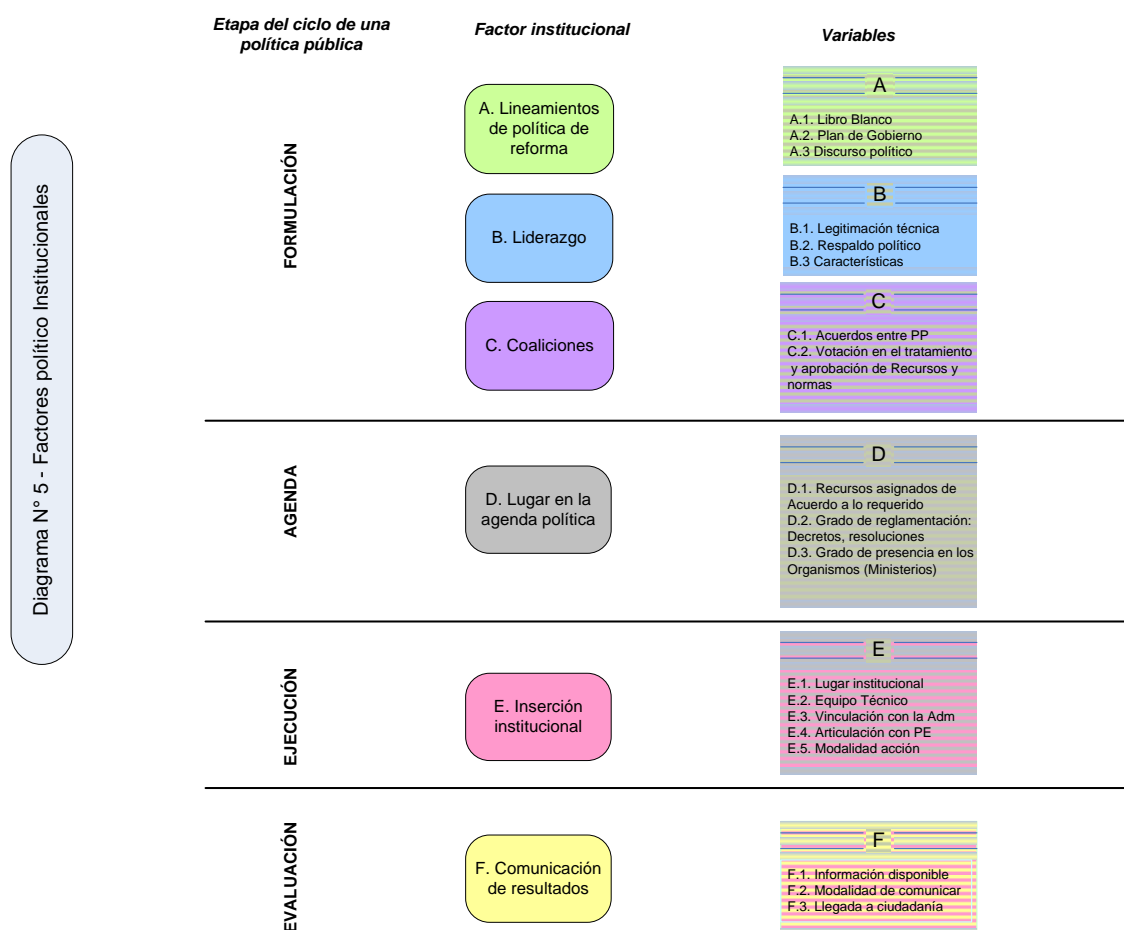 Diagrama N° 5 - Factores político Institucionales
Etapa del ciclo de una
política pública
Factor institucional
Variables
FORMULACIÓN
A. Lineamientos
de política de
reforma
A
A.1. Libro Blanco
A.2. Plan de Gobierno
A.3 Discurso político
B. Liderazgo
B
B.1. Legitimación técnica
B.2. Respaldo político
B.3 Características
C. Coaliciones
C
C.1. Acuerdos entre PP
C.2. Votación en el tratamiento
y aprobación de Recursos y
normas
AGENDA
D. Lugar en la
agenda política
D
D.1. Recursos asignados de
Acuerdo a lo requerido
D.2. Grado de reglamentación:
Decretos, resoluciones
D.3. Grado de presencia en los
Organismos (Ministerios)
EJECUCIÓN
E. Inserción
institucional
E
E.1. Lugar institucional
E.2. Equipo Técnico
E.3. Vinculación con la Adm
E.4. Articulación con PE
E.5. Modalidad acción
EVALUACIÓN
F. Comunicación
de resultados
F
F.1. Información disponible
F.2. Modalidad de comunicar
F.3. Llegada a ciudadanía